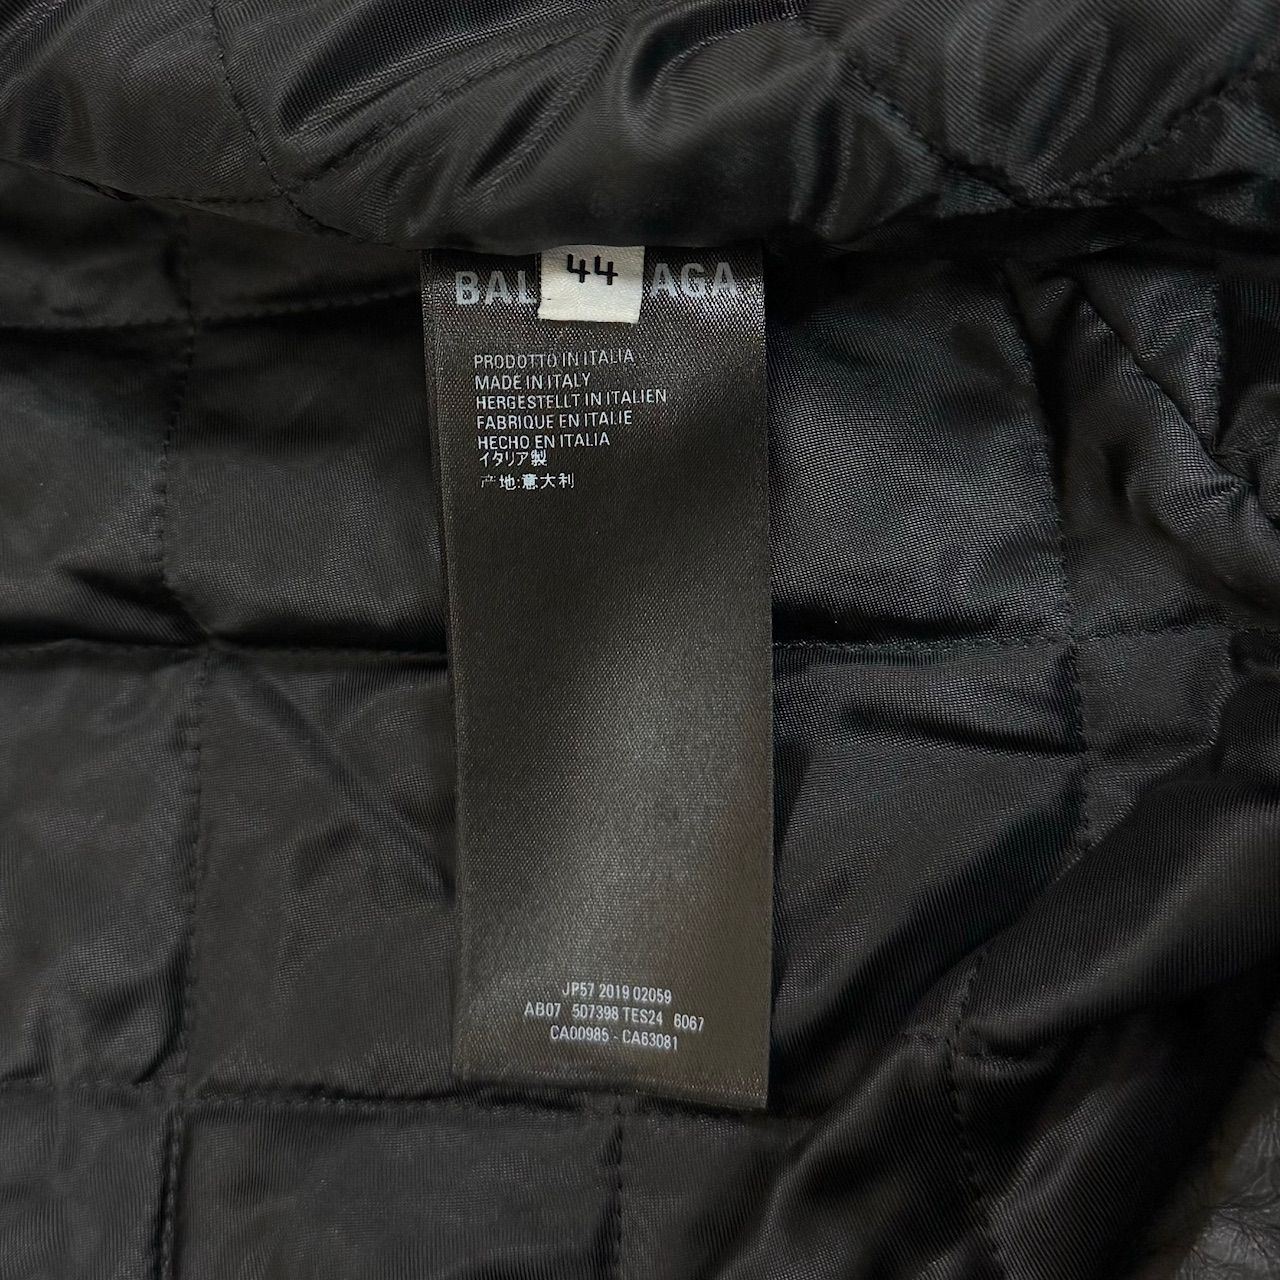 BAL 44 AGA
PRODOTTO IN ITALIA
MADE IN ITALY
HERGESTELLT IN ITALIEN
FABRIQUE EN ITALIE
HECHO EN ITALIA
イタリア製
产地:意大利
JP57 2019 02059
AB07 507398 TES24 6067
CA00985 - CA63081